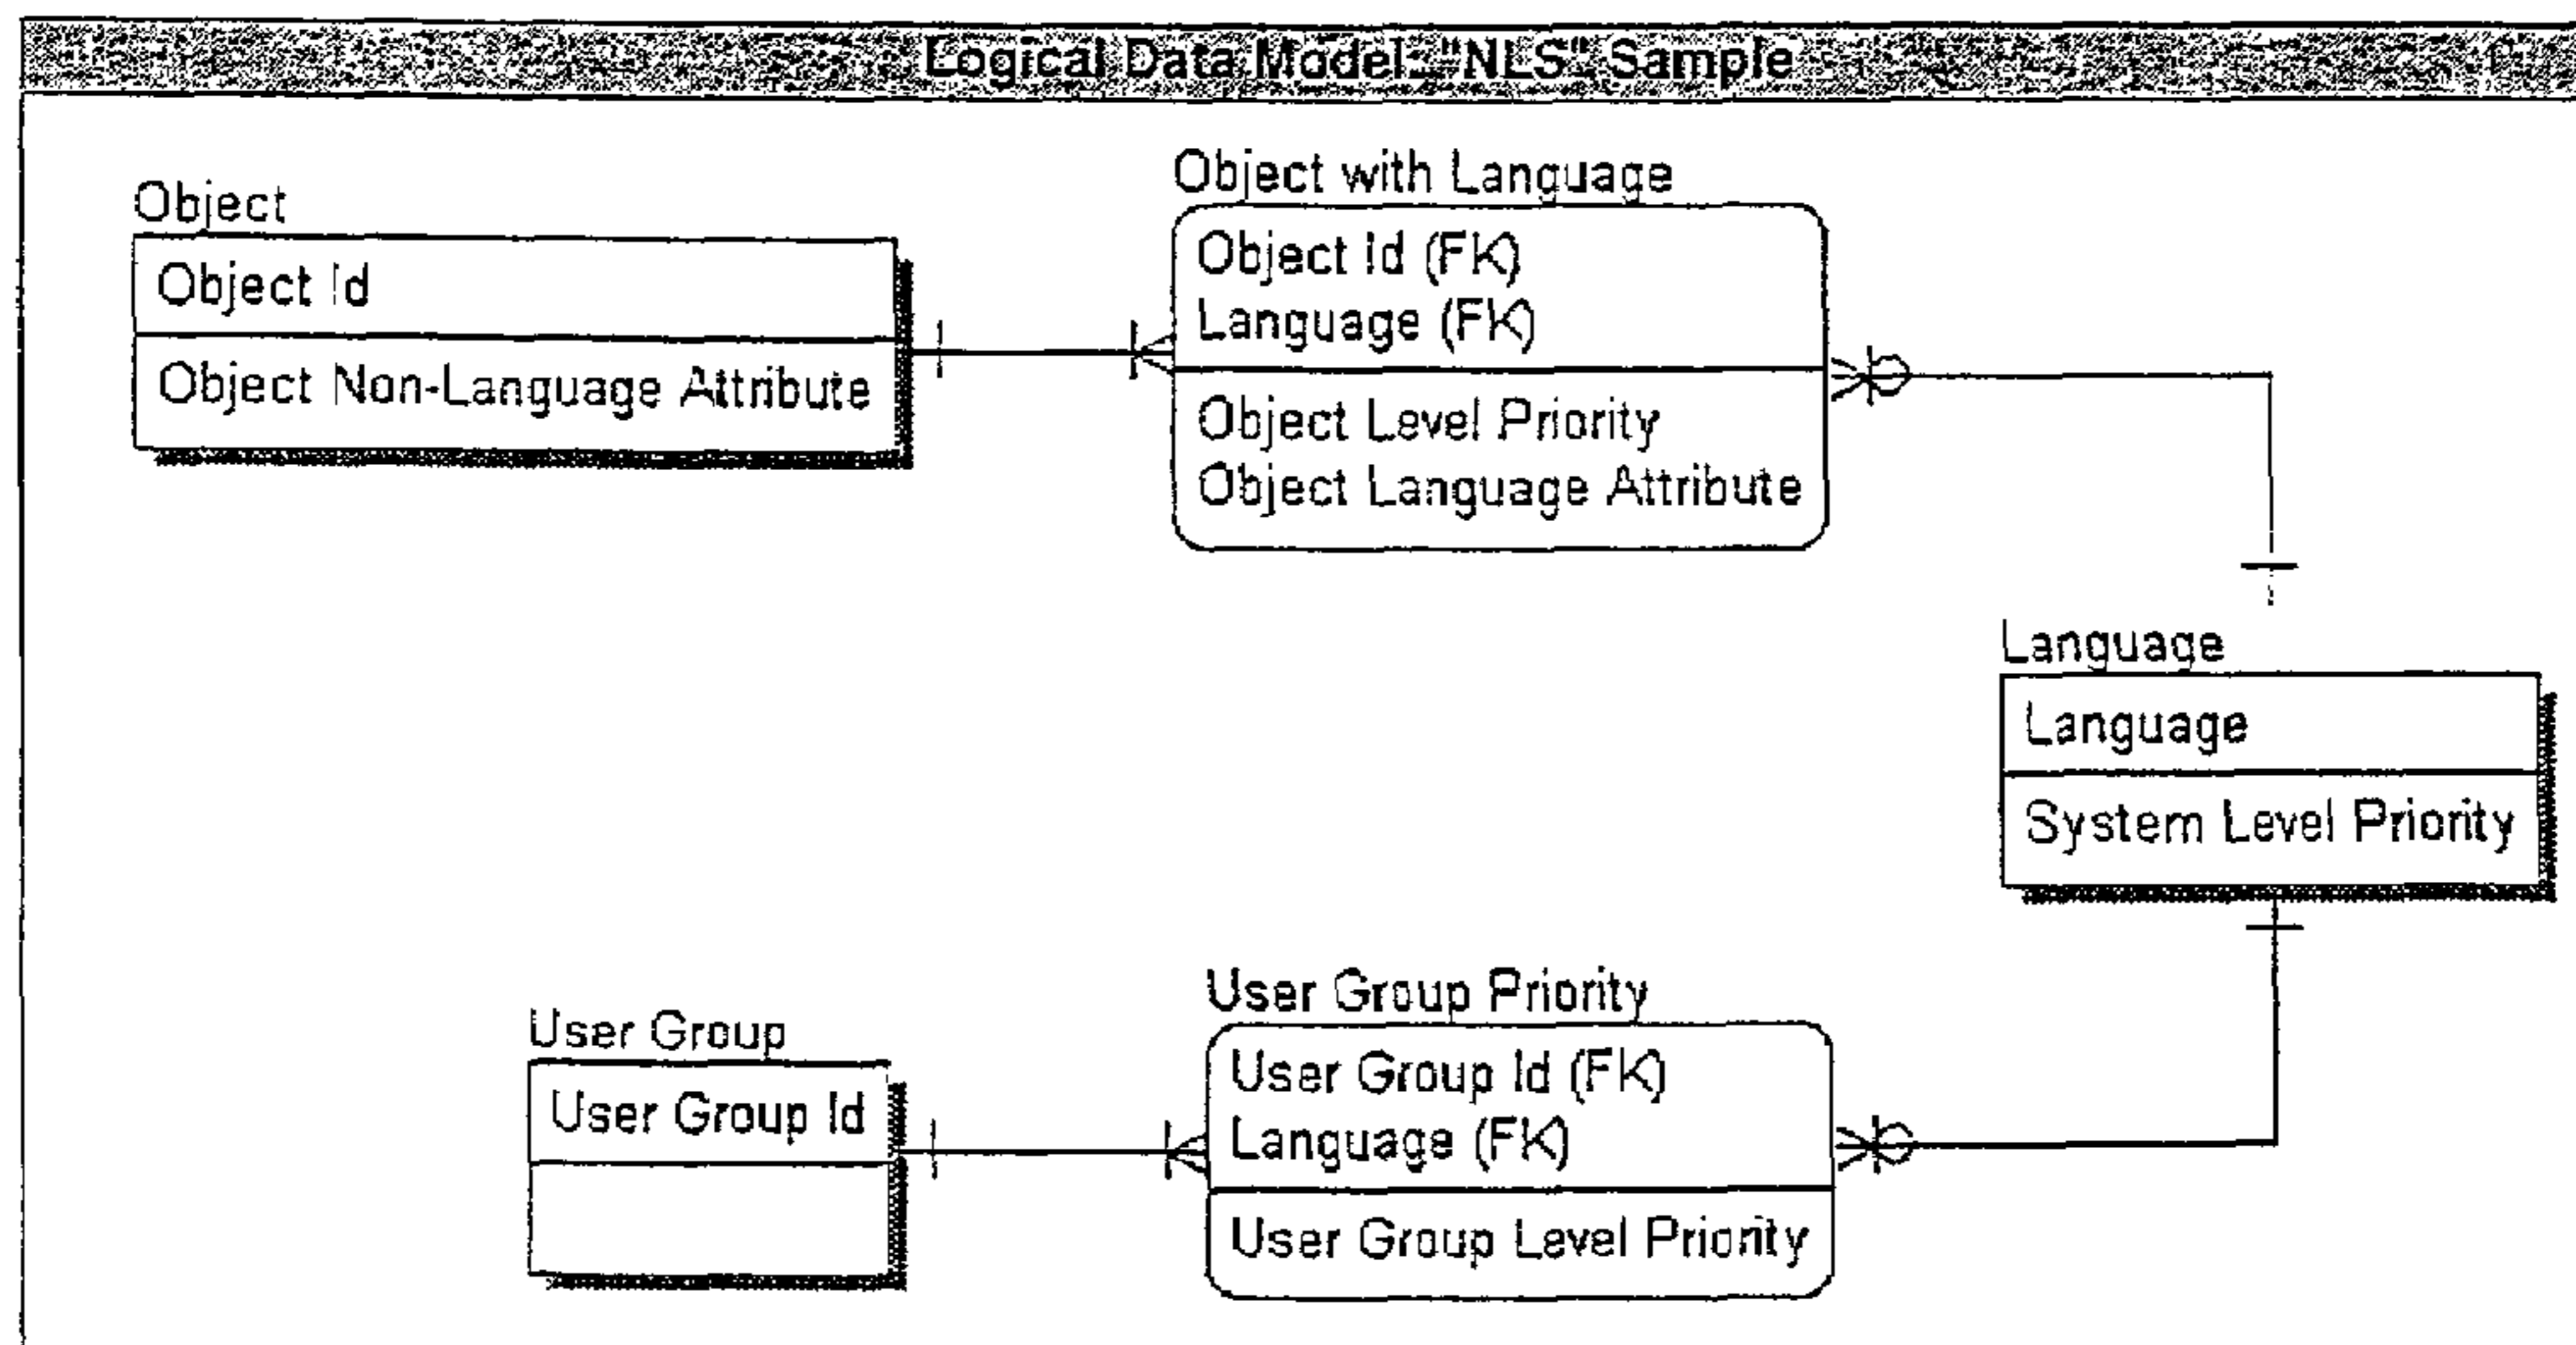 Logical Data Model: "NLS" Sample
Object
Object Id
Object Non-Language Attribute
Object with Language
Object Id (FK)
Language (FK)
Object Level Priority
Object Language Attribute
Language
Language
System Level Priority
User Group
User Group Id
User Group Priority
User Group Id (FK)
Language (FK)
User Group Level Priority